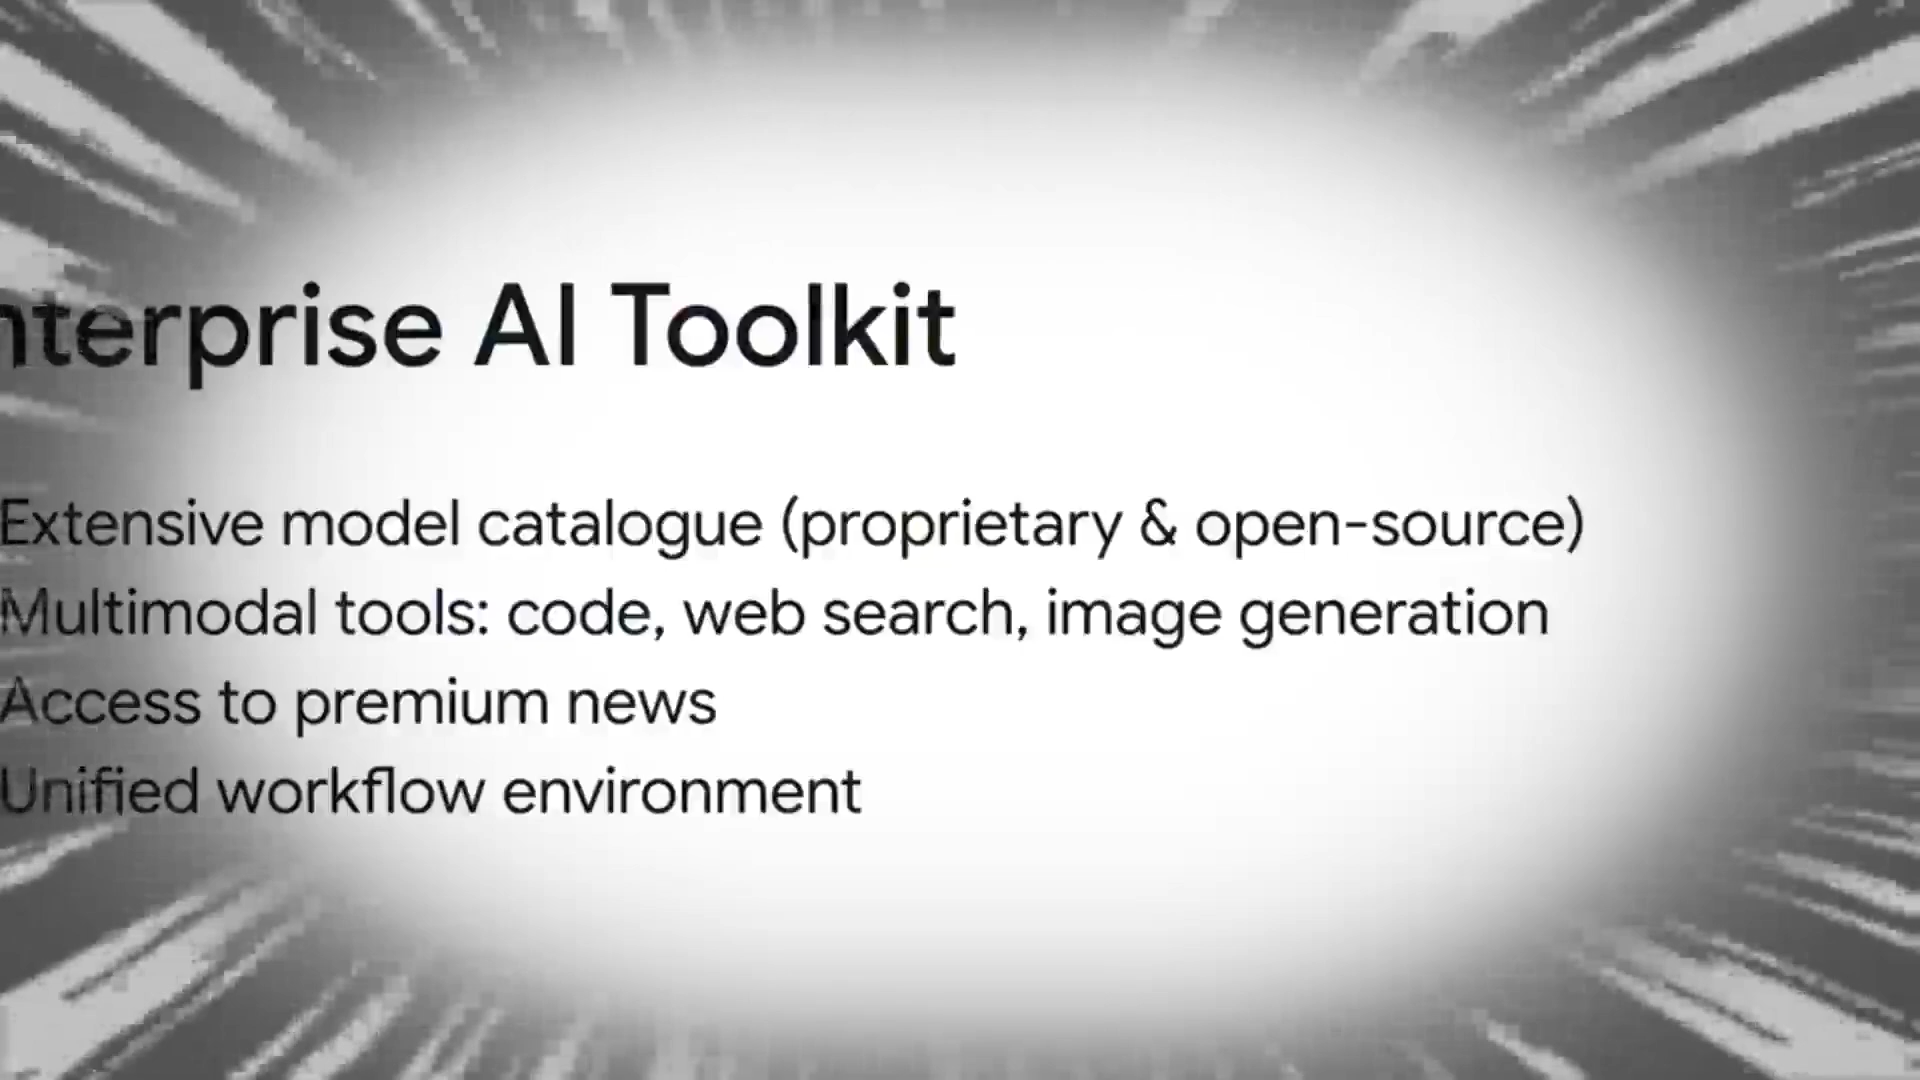 nterprise AI Toolkit
Extensive model catalogue (proprietary & open-source)
Multimodal tools: code, web search, image generation
Access to premium news
Unified workflow environment